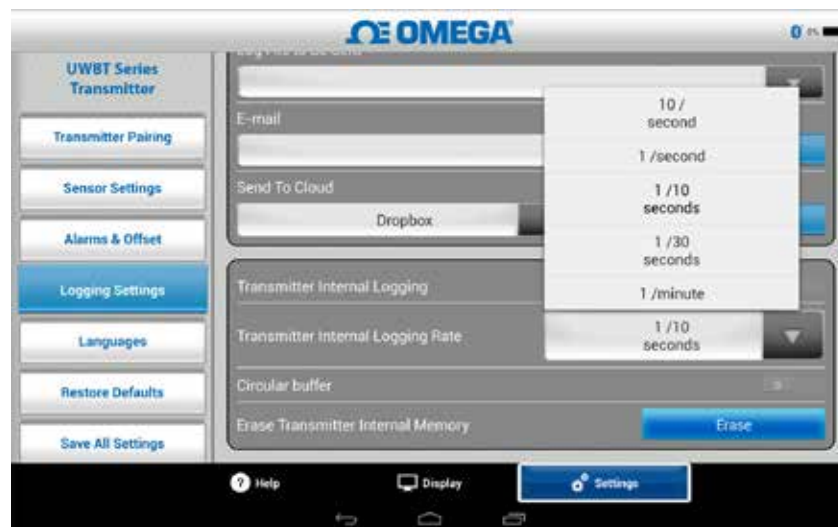 OMEGA
UWBT Series
Transmitter
Transmitter Pairing
Sensor Settings
Alarms & Offset
Logging Settings
Languages
Restore Defaults
Save All Settings
E-mail
Send To Cloud
Dropbox
10 /
second
1 /second
1 /10
seconds
1 /30
seconds
1 /minute
Transmitter Internal Logging
Transmitter Internal Logging Rate
1 /10
seconds
Circular buffer
Erase Transmitter Internal Memory
Erase
? Help
Display
Settings